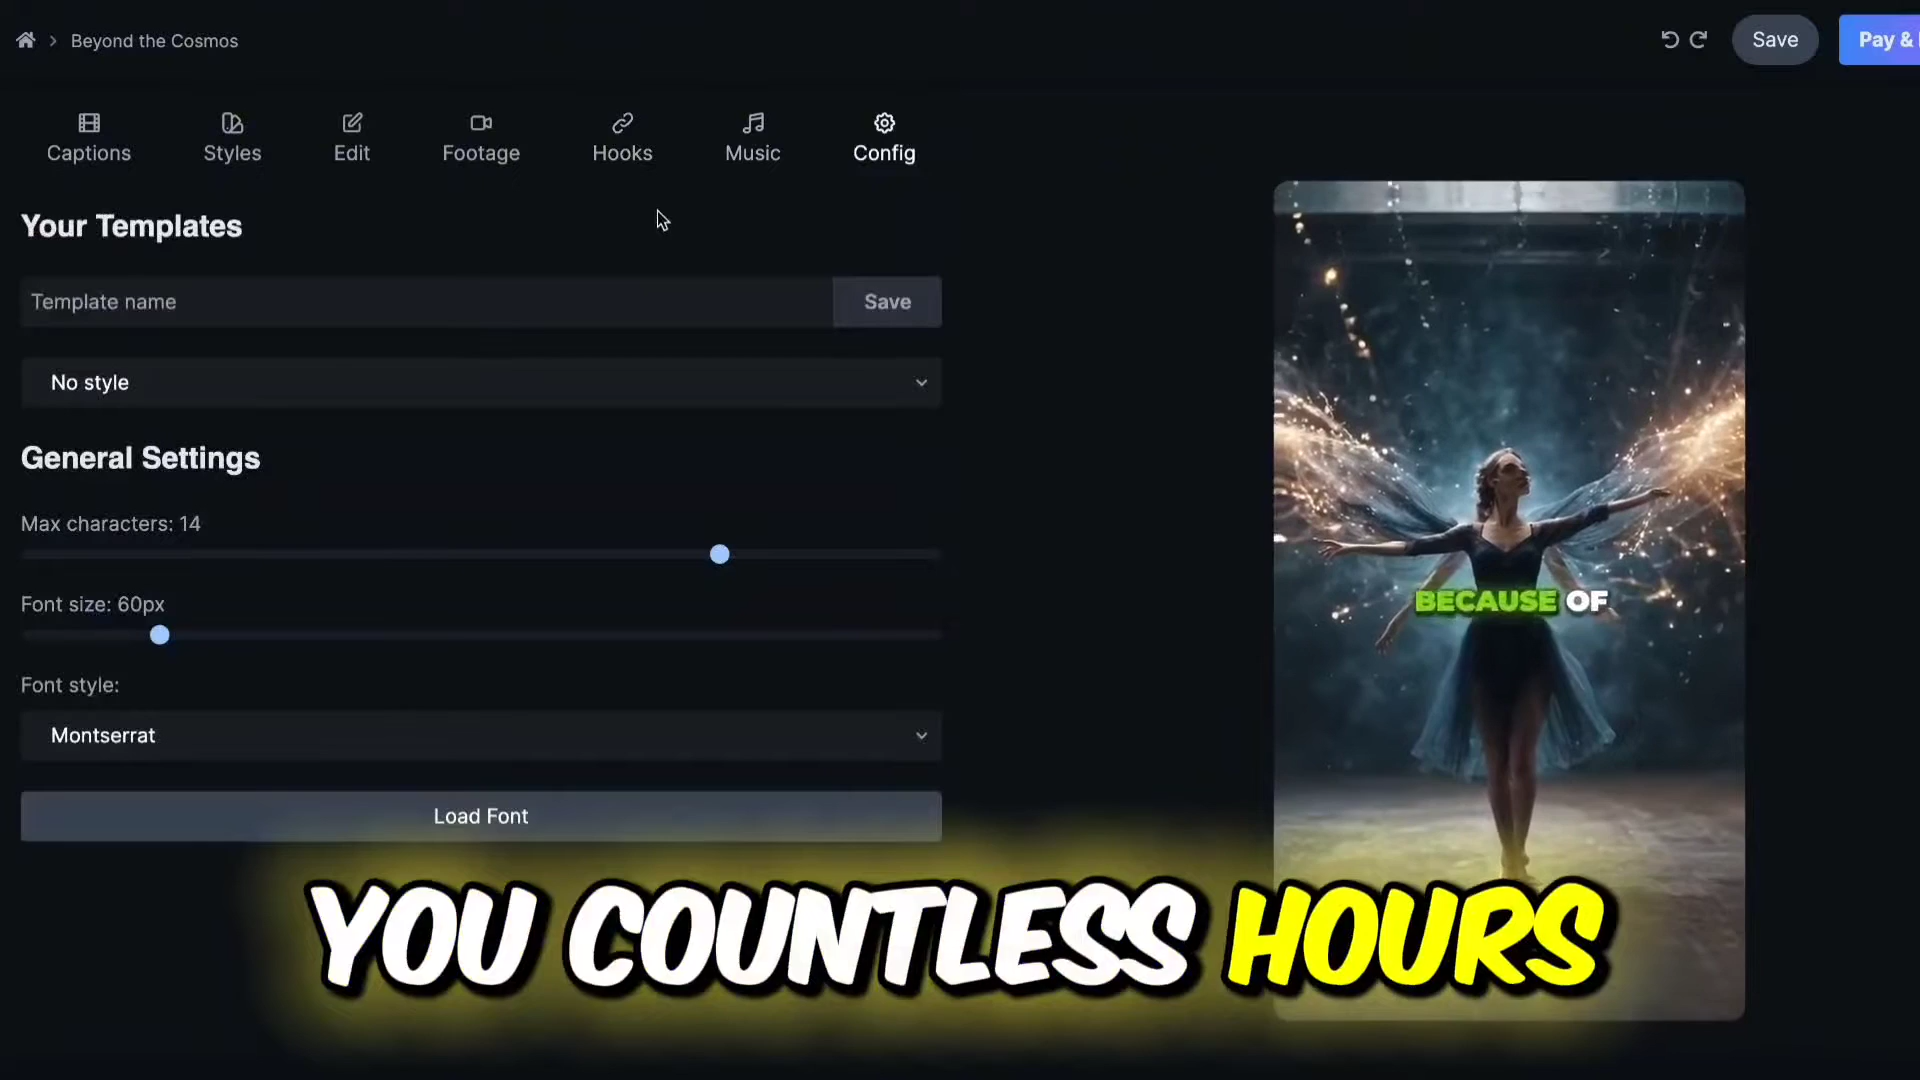 Beyond the Cosmos
Save
Pay &
Captions
Styles
Edit
Footage
Hooks
Music
Config
Your Templates
Template name
Save
No style
General Settings
Max characters: 14
Font size: 60px
Font style:
Montserrat
Load Font
BECAUSE OF
YOU COUNTLESS HOURS